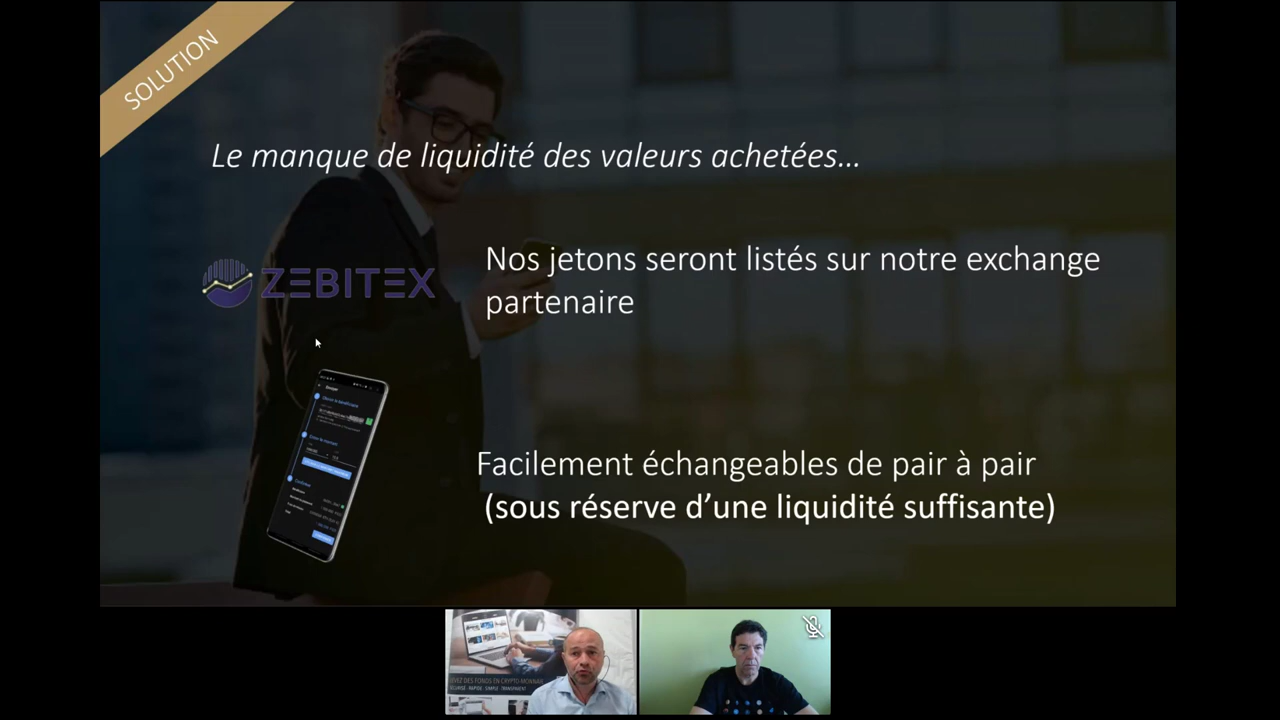 SOLUTION
Le manque de liquidité des valeurs achetées...
ZEBITEX
Nos jetons seront listés sur notre exchange
partenaire
Facilement échangeables de pair à pair
(sous réserve d’une liquidité suffisante)